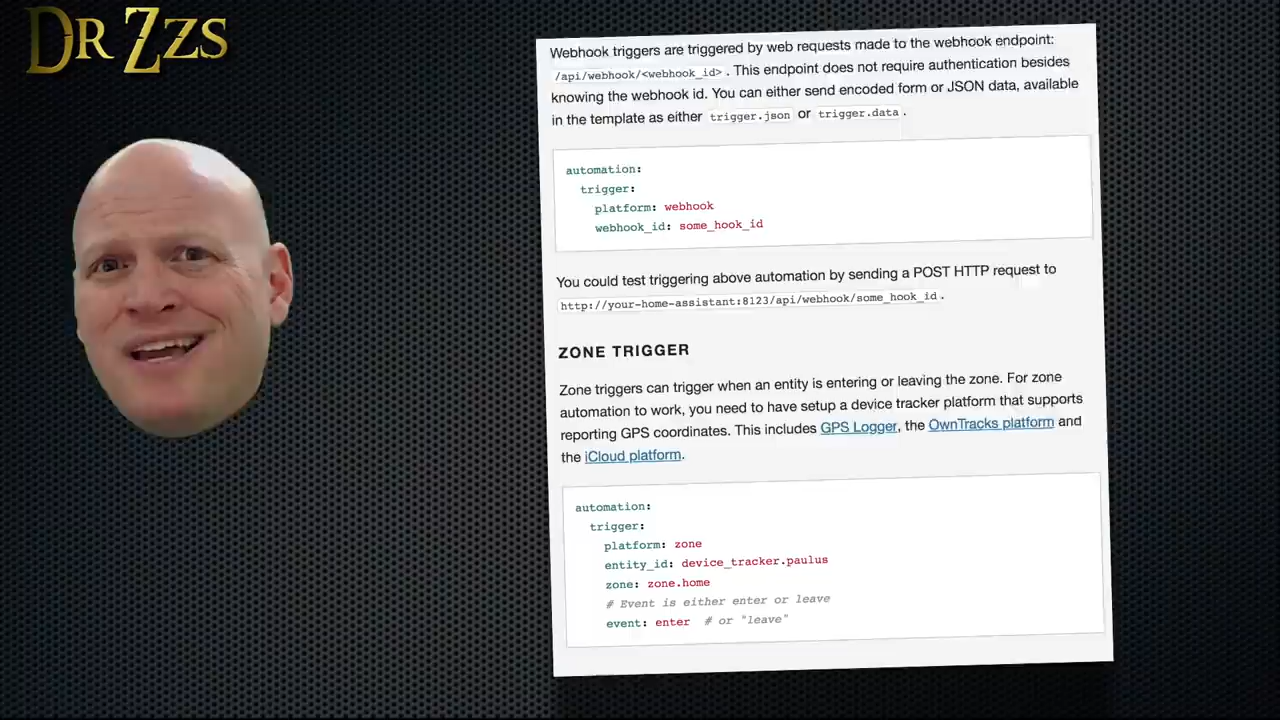 DR ZZS
Webhook triggers are triggered by web requests made to the webhook endpoint:
/api/webhook/<webhook_id> . This endpoint does not require authentication besides
knowing the webhook id. You can either send encoded form or JSON data, available
in the template as either trigger.json or trigger.data .
automation:
trigger:
platform: webhook
webhook_id: some_hook_id
You could test triggering above automation by sending a POST HTTP request to
http://your-home-assistant:8123/api/webhook/some_hook_id .
ZONE TRIGGER
Zone triggers can trigger when an entity is entering or leaving the zone. For zone
automation to work, you need to have setup a device tracker platform that supports
reporting GPS coordinates. This includes GPS Logger, the OwnTracks platform and
the iCloud platform.
automation:
trigger:
platform: zone
entity_id: device_tracker.paulus
zone: zone.home
# Event is either enter or leave
event: enter # or "leave"